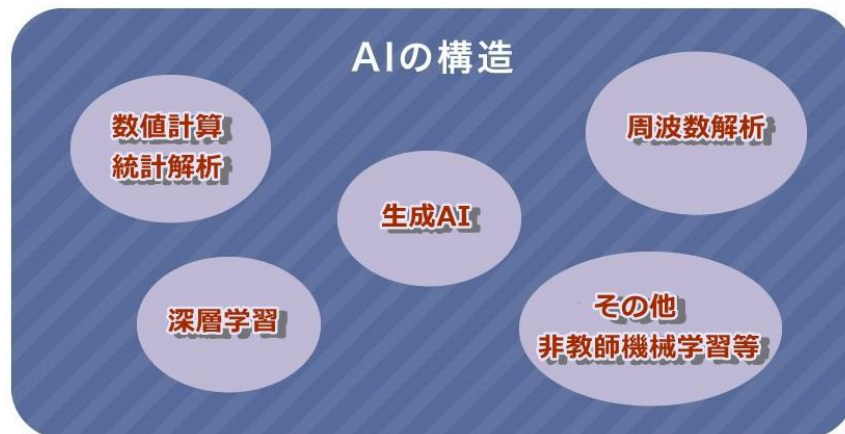 AIの構造
数値計算
統計解析
周波数解析
生成AI
深層学習
その他
非教師機械学習等